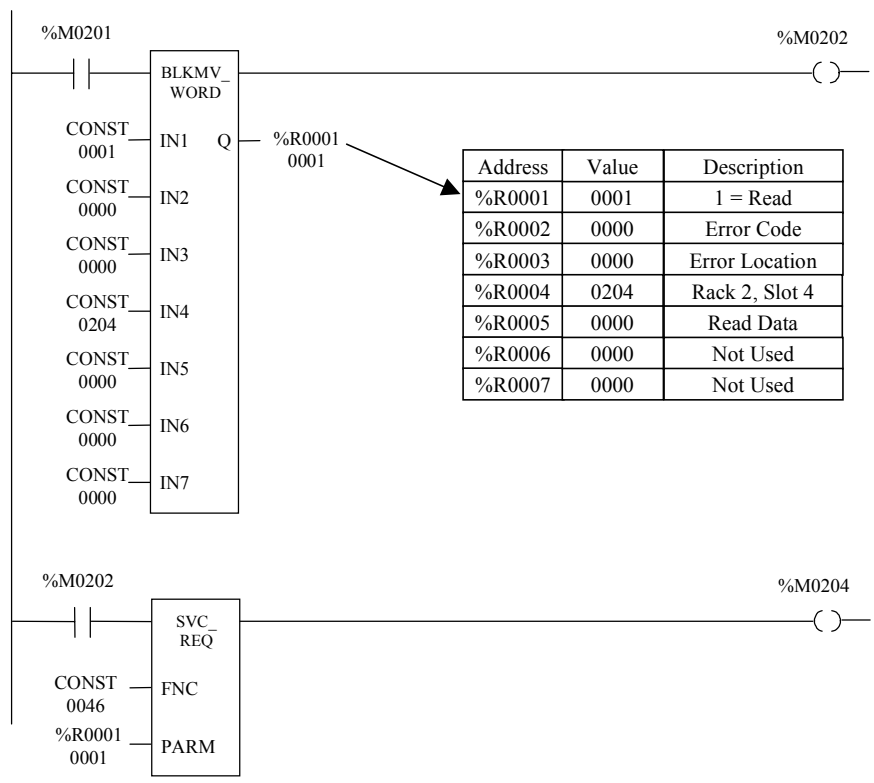 %M0201
%M0202
BLKMV_
WORD
CONST
0001
IN1
Q
%R0001
0001
CONST
0000
IN2
CONST
0000
IN3
CONST
0204
IN4
CONST
0000
IN5
CONST
0000
IN6
CONST
0000
IN7
Address Value Description
%R0001 0001 1 = Read
%R0002 0000 Error Code
%R0003 0000 Error Location
%R0004 0204 Rack 2, Slot 4
%R0005 0000 Read Data
%R0006 0000 Not Used
%R0007 0000 Not Used
%M0202
%M0204
SVC_
REQ
CONST
0046
FNC
%R0001
0001
PARM